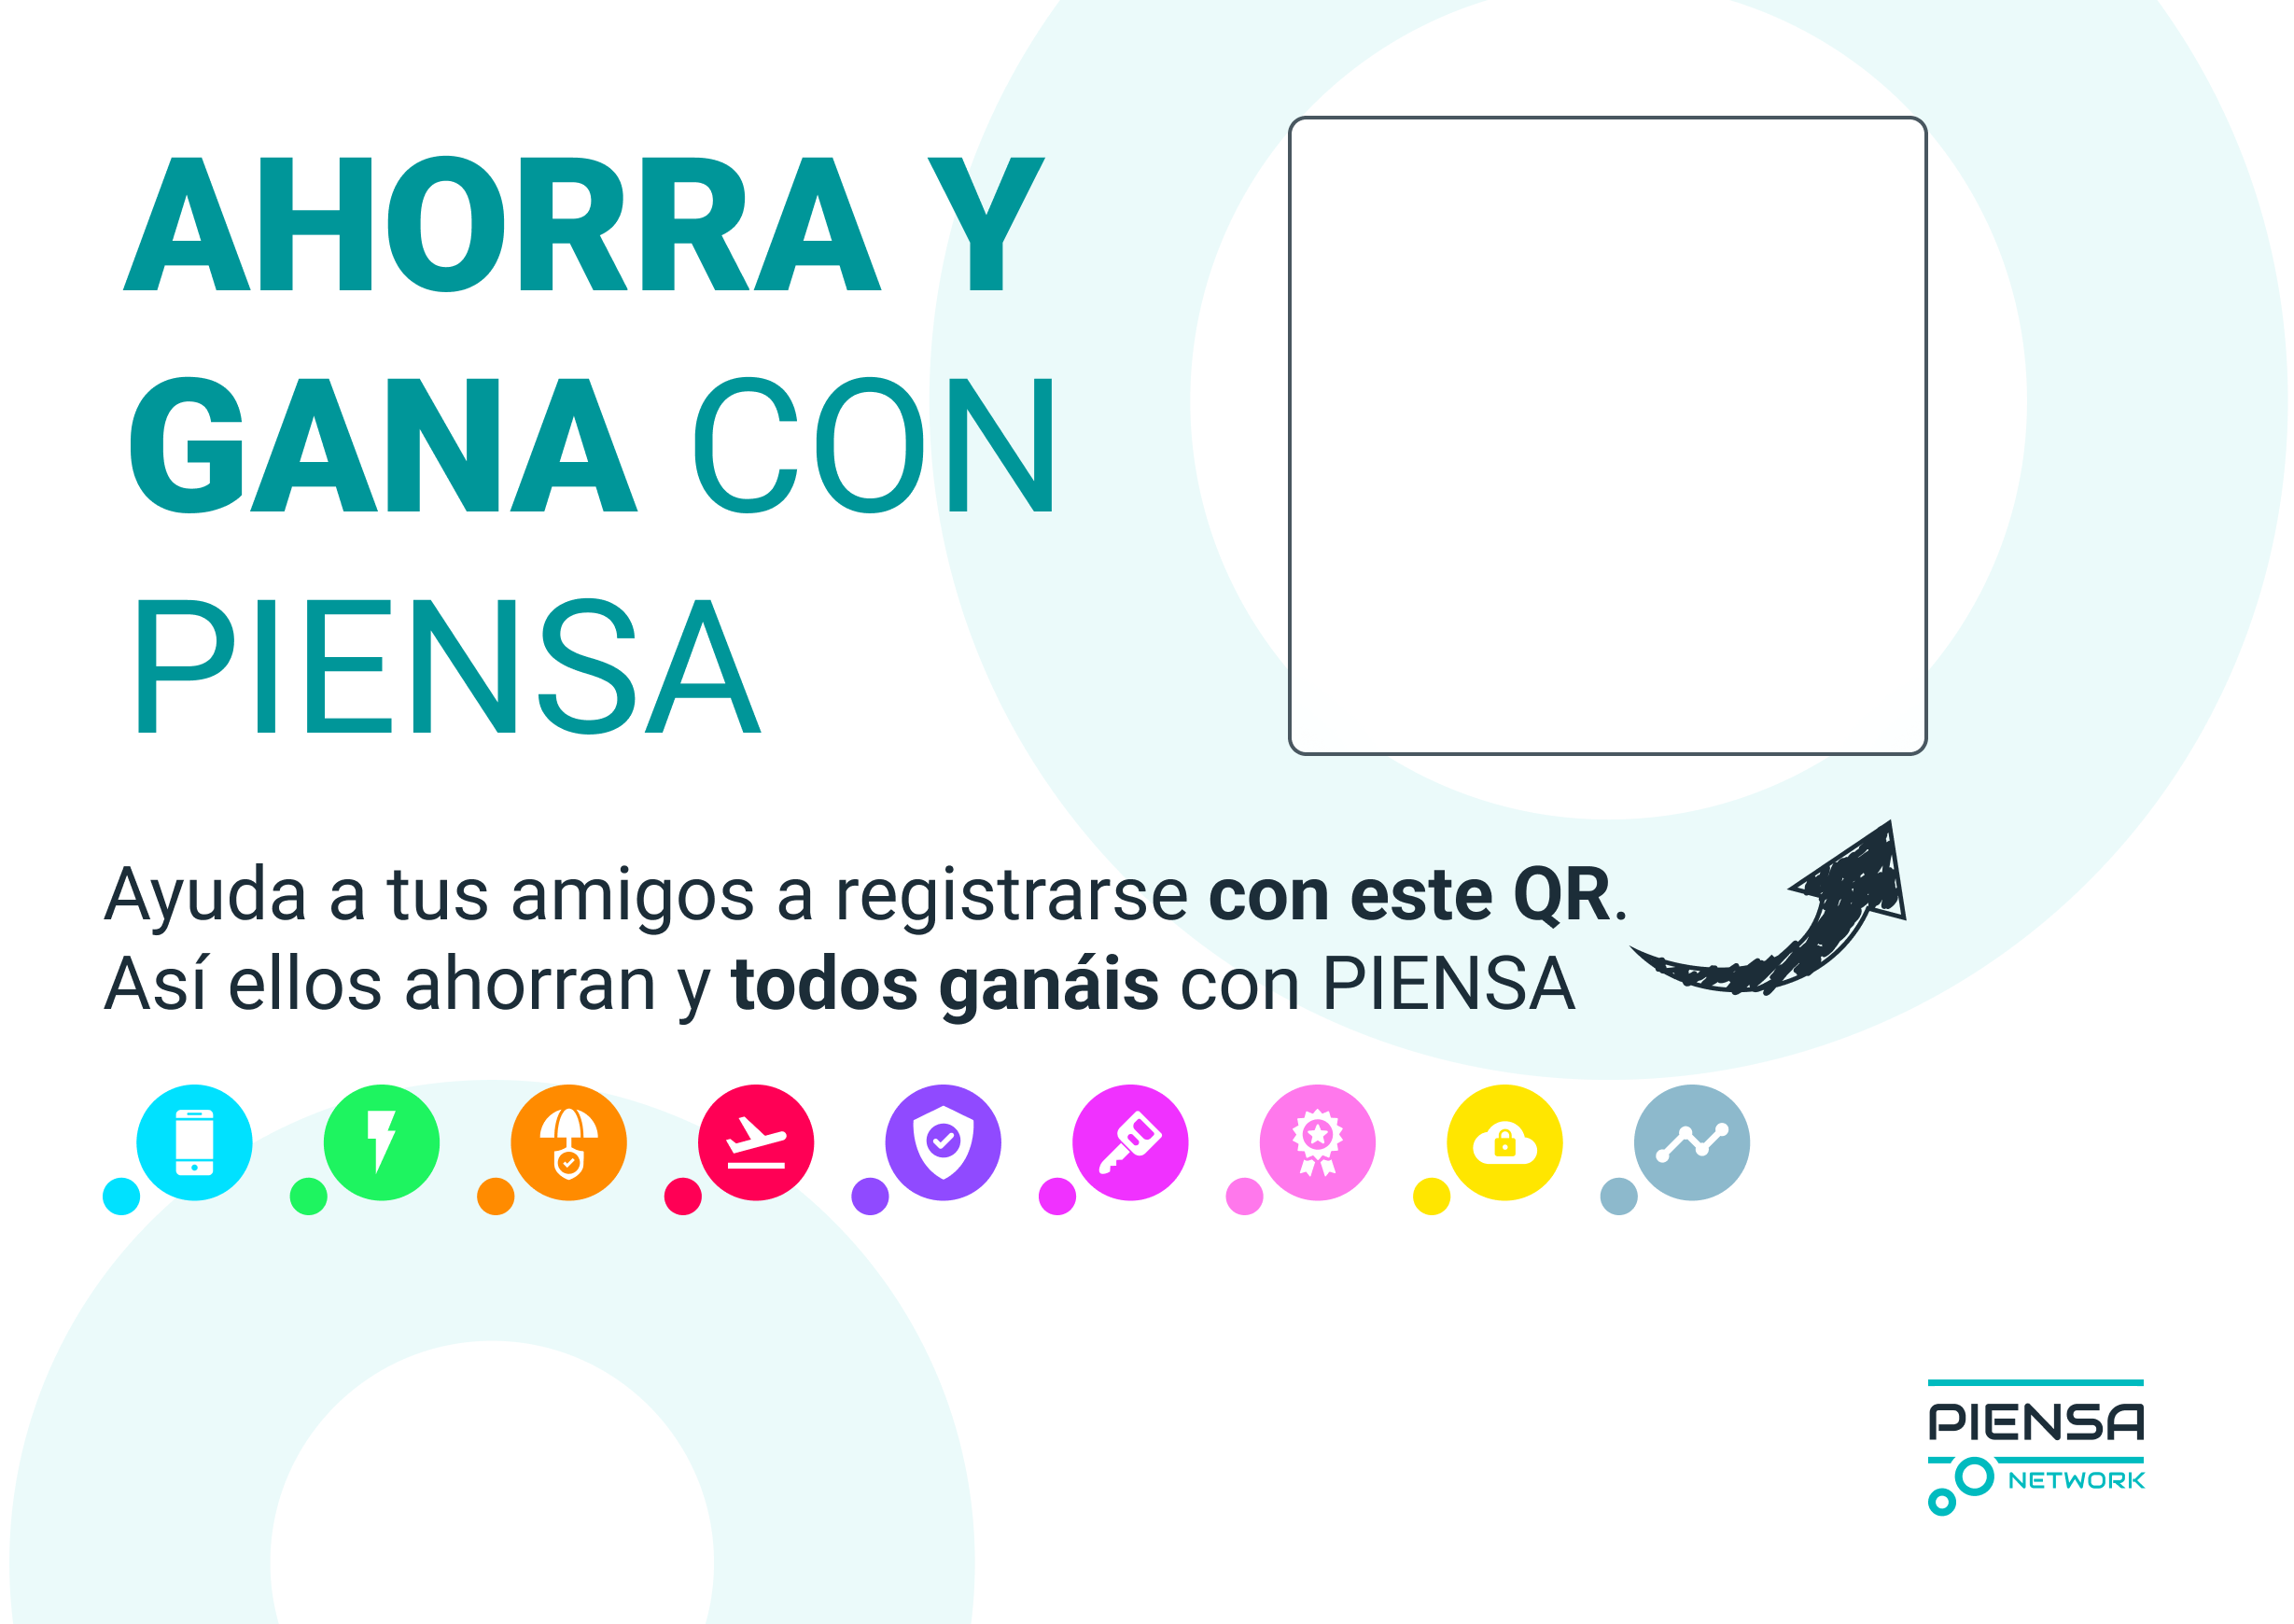 AHORRA Y
GANA CON
PIENSA
Ayuda a tus amigos a registrarse con este QR.
Así ellos ahorran y todos ganáis con PIENSA
PIENSA
NETWORK